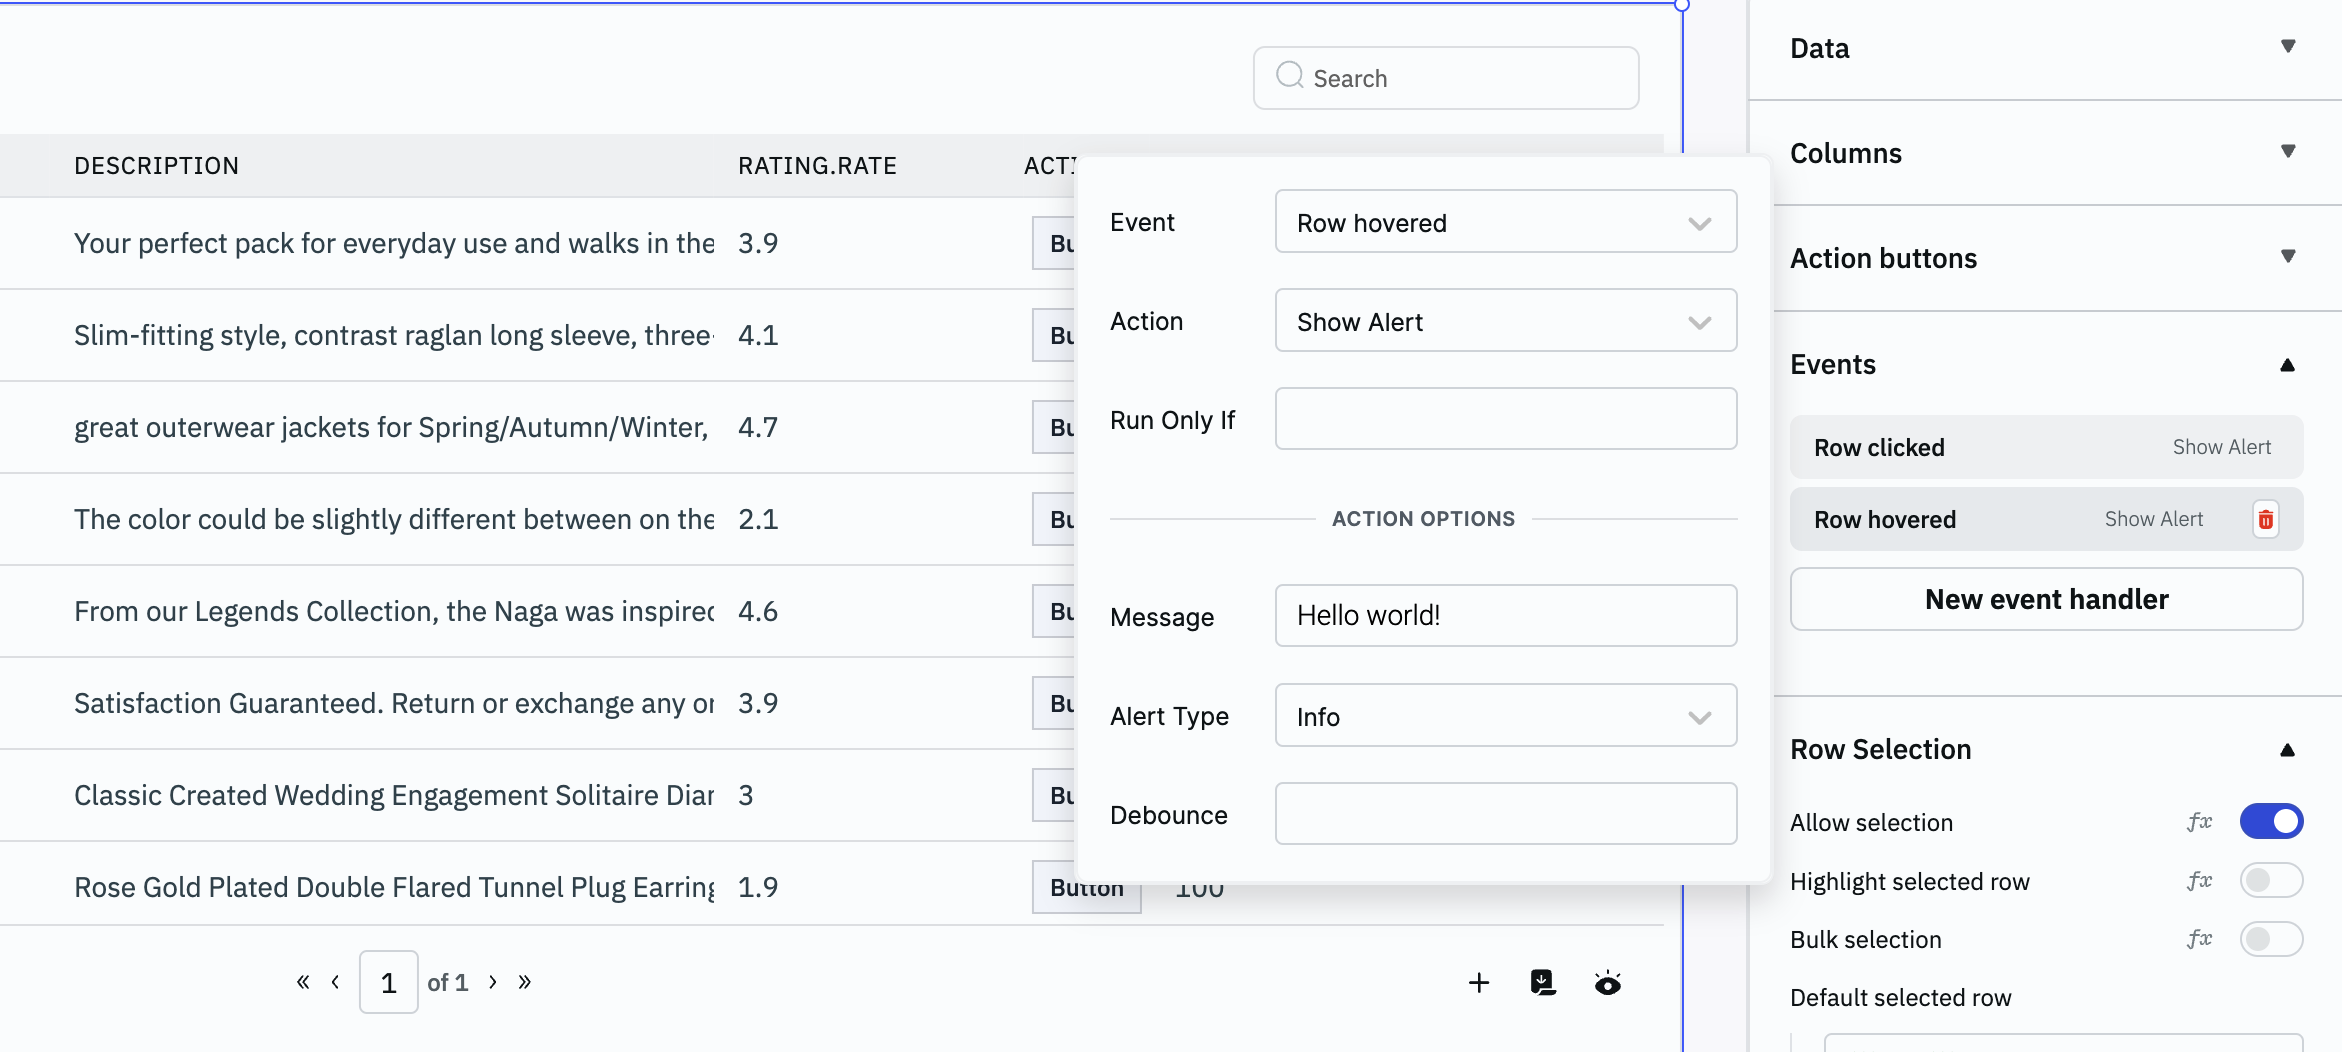 Search
DESCRIPTION RATING.RATE ACTI
Your perfect pack for everyday use and walks in the 3.9 Bu
Slim-fitting style, contrast raglan long sleeve, three- 4.1 Bu
great outerwear jackets for Spring/Autumn/Winter, 4.7 Bu
The color could be slightly different between on the 2.1 Bu
From our Legends Collection, the Naga was inspired 4.6 Bu
Satisfaction Guaranteed. Return or exchange any or 3.9 Bu
Classic Created Wedding Engagement Solitaire Diam 3 Bu
Rose Gold Plated Double Flared Tunnel Plug Earring 1.9 Button 100
« ‹ 1 of 1 › »
Event Row hovered
Action Show Alert
Run Only If
ACTION OPTIONS
Message Hello world!
Alert Type Info
Debounce
Data
Columns
Action buttons
Events
Row clicked Show Alert
Row hovered Show Alert
New event handler
Row Selection
Allow selection fx
Highlight selected row fx
Bulk selection fx
Default selected row